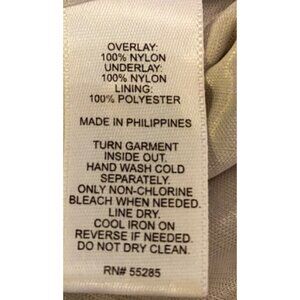 OVERLAY:
100% NYLON
UNDERLAY:
100% NYLON
LINING:
100% POLYESTER
MADE IN PHILIPPINES
TURN GARMENT
INSIDE OUT.
HAND WASH COLD
SEPARATELY.
ONLY NON-CHLORINE
BLEACH WHEN NEEDED.
LINE DRY.
COOL IRON ON
REVERSE IF NEEDED.
DO NOT DRY CLEAN.
RN# 55285